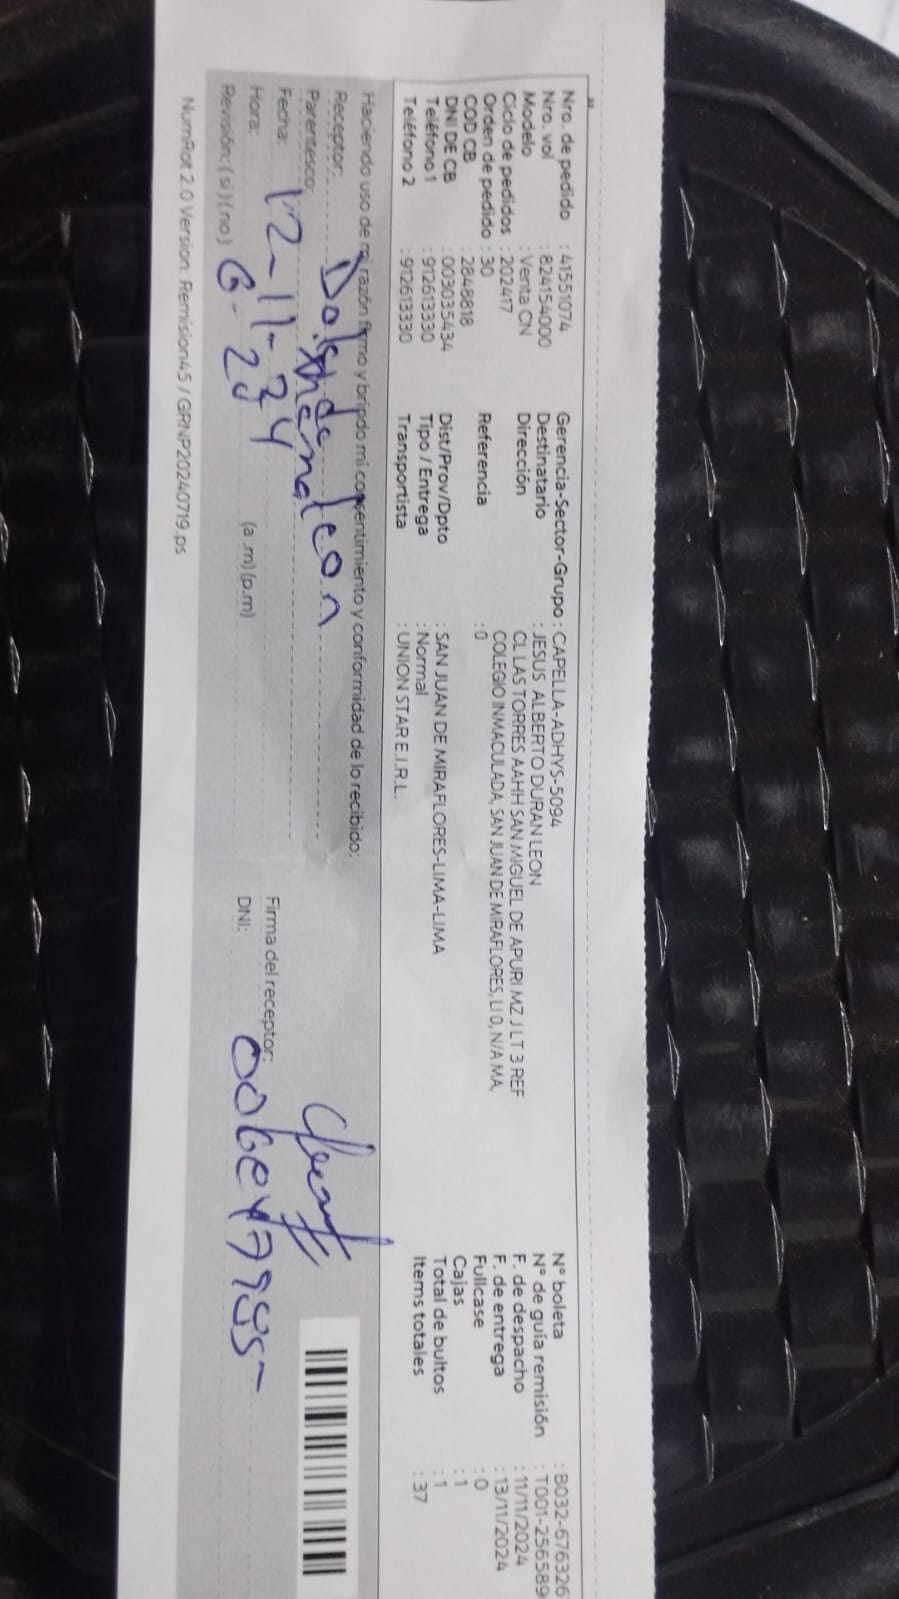 Nro. de pedido : 41551074
Nro. vol : 824154000
Modelo : Venta CN
Ciclo de pedidos : 202417
Orden de pedido : 30
COD CB : 2848818
DNI DE CB : 003035434
Teléfono 1 : 912613330
Teléfono 2 : 912613330
Gerencia-Sector-Grupo : CAPELLA-ADHYS-5094
Destinatario : JESUS ALBERTO DURAN LEON
Dirección CL LAS TORRES AAHH SAN MIGUEL DE APURI MZ J LT 3 REF
COLEGIO INMACULADA, SAN JUAN DE MIRAFLORES, LI 0, N/A MA,
Referencia : 0
Dist/Prov/Dpto : SAN JUAN DE MIRAFLORES-LIMA-LIMA
Tipo / Entrega : Normal
Transportista : UNION STAR E.I.R.L.
N° boleta : B032-676326
N° de guía remisión : T001-256589
F. de despacho : 11/11/2024
F. de entrega : 13/11/2024
Fullcase : 0
Cajas : 1
Total de bultos : 1
Items totales : 37
Haciendo uso de mi razón firmo y brindo mi consentimiento y conformidad de lo recibido:
Receptor: Leon
Parentesco:
Fecha: 12-11-24
Hora: 6-20 (a .m) (p.m)
Revisión: (si) (no)
Firma del receptor:
DNI:
NumRot 2.0 Version: Remision45 / GRNP20240719.ps